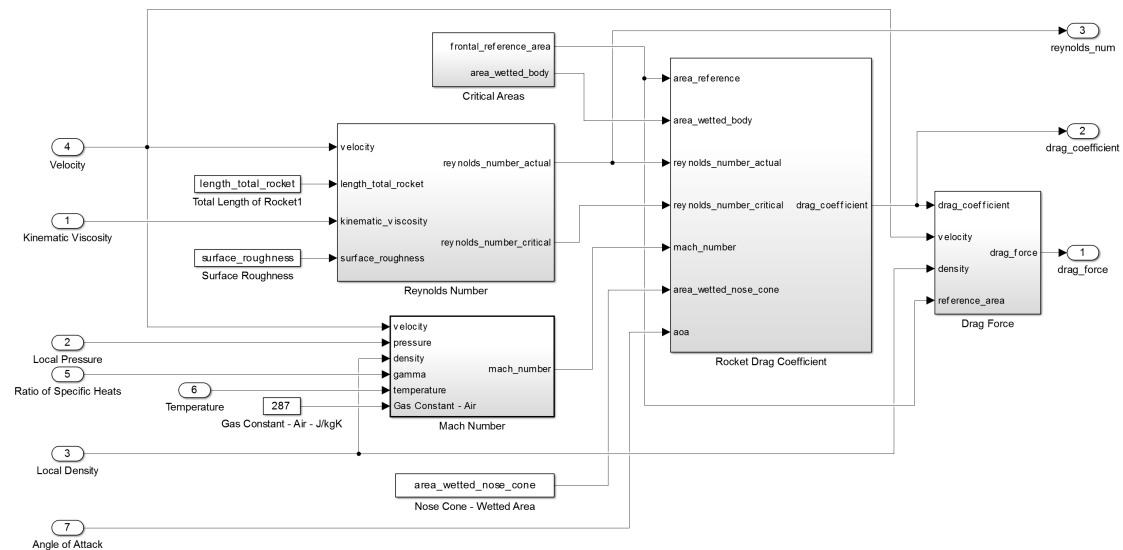 3
reynolds_num
frontal_reference_area
area_wetted_body
Critical Areas
area_reference
area_wetted_body
reynolds_number_actual
reynolds_number_critical
mach_number
area_wetted_nose_cone
aoa
drag_coefficient
Rocket Drag Coefficient
2
drag_coefficient
4
Velocity
velocity
length_total_rocket
kinematic_viscosity
surface_roughness
reynolds_number_actual
reynolds_number_critical
Reynolds Number
length_total_rocket
Total Length of Rocket1
1
Kinematic Viscosity
surface_roughness
Surface Roughness
drag_coefficient
velocity
density
reference_area
drag_force
Drag Force
1
drag_force
velocity
pressure
density
gamma
temperature
Gas Constant - Air
mach_number
Mach Number
2
Local Pressure
5
Ratio of Specific Heats
6
Temperature
287
Gas Constant - Air - J/kgK
3
Local Density
area_wetted_nose_cone
Nose Cone - Wetted Area
7
Angle of Attack